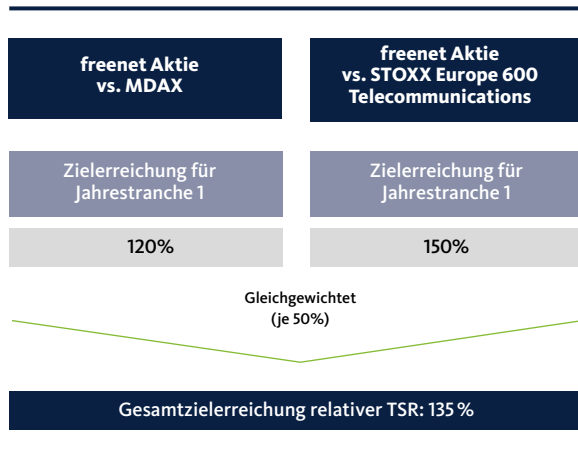 freenet Aktie
vs. MDAX
freenet Aktie
vs. STOXX Europe 600
Telecommunications
Zielerreichung für
Jahrestranche 1
Zielerreichung für
Jahrestranche 1
120%
150%
Gleichgewichtet
(je 50%)
Gesamtzielerreichung relativer TSR: 135 %